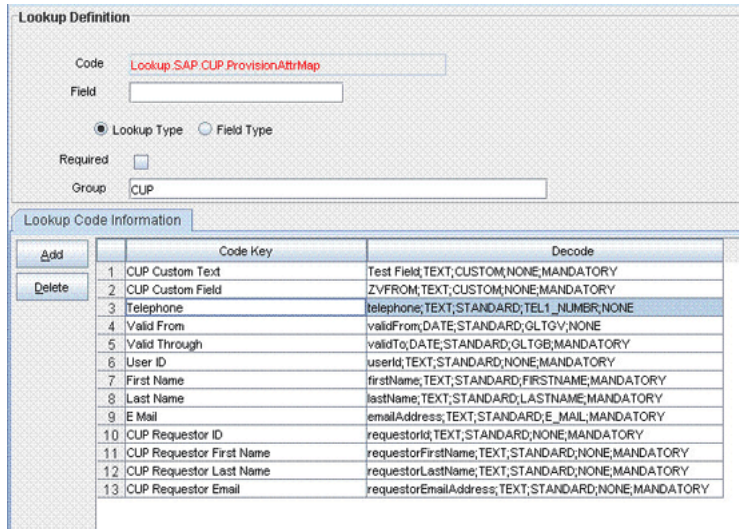 Lookup Definition
Code Lookup.SAP.CUP.ProvisionAttrMap
Field
Lookup Type Field Type
Required
Group CUP
Lookup Code Information
Add
Delete
Code Key Decode
1 CUP Custom Text Test Field;TEXT;CUSTOM;NONE;MANDATORY
2 CUP Custom Field ZVFROM;TEXT;CUSTOM;NONE;MANDATORY
3 Telephone telephone;TEXT;STANDARD;TEL1_NUMBR;NONE
4 Valid From validFrom;DATE;STANDARD;GLTGV;NONE
5 Valid Through validTo;DATE;STANDARD;GLTGB;MANDATORY
6 User ID userId;TEXT;STANDARD;NONE;MANDATORY
7 First Name firstName;TEXT;STANDARD;FIRSTNAME;MANDATORY
8 Last Name lastName;TEXT;STANDARD;LASTNAME;MANDATORY
9 E Mail emailAddress;TEXT;STANDARD;E_MAIL;MANDATORY
10 CUP Requestor ID requestorId;TEXT;STANDARD;NONE;MANDATORY
11 CUP Requestor First Name requestorFirstName;TEXT;STANDARD;NONE;MANDATORY
12 CUP Requestor Last Name requestorLastName;TEXT;STANDARD;NONE;MANDATORY
13 CUP Requestor Email requestorEmailAddress;TEXT;STANDARD;NONE;MANDATORY